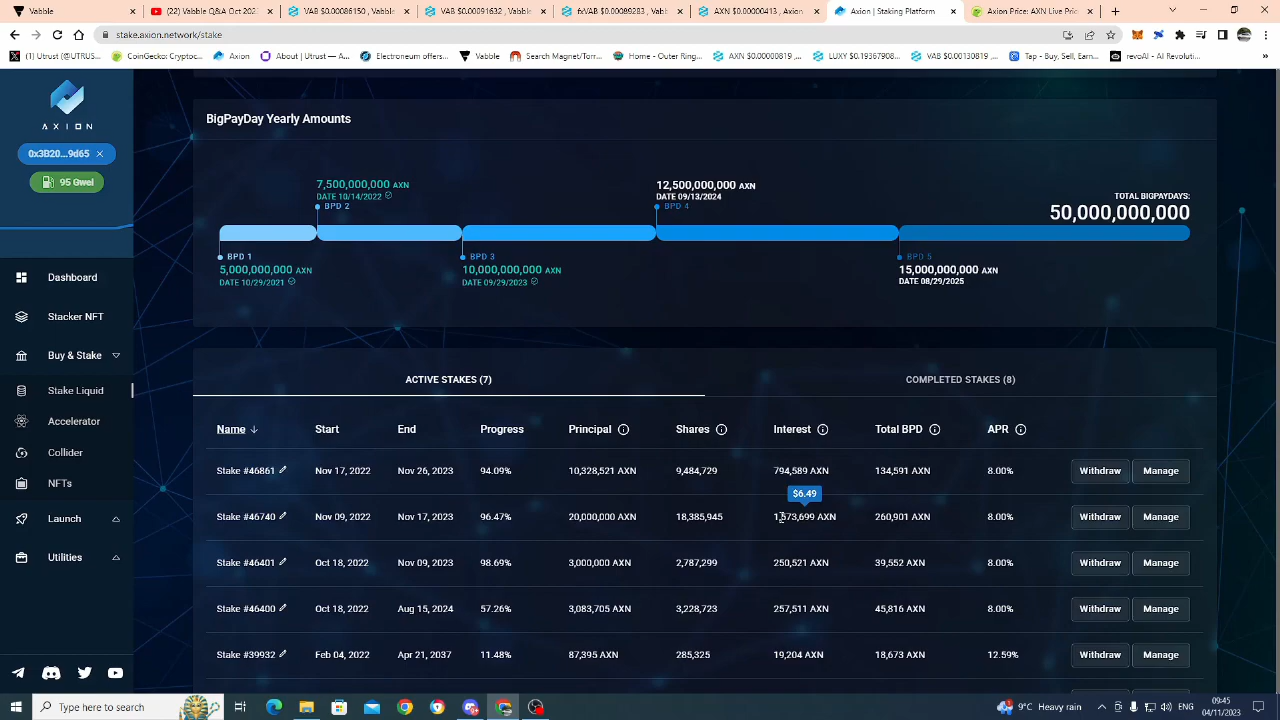 Vabble
(2) Vabble Q&A Oct 202
VAB $0.00086150, Vabble
VAB $0.0091632, Vabble
fxVAB $0.00089283, Vabb
AXN $0.00000413, Axion
Axion | Staking Platform
Axion Price: AXN Live Pric
stake.axion.network/stake
(1) Utrust (@UTRUS...
CoinGecko: Cryptoc...
Stake | Axion
About | Utrust — A...
Electroneum offers...
Vabble
Search Magnet/Torr...
Home - Outer Ring...
AXN $0.00000819, A...
LUXY $0.19367908...
VAB $0.00130819...
Tap - Buy, Sell, Earn...
revoAI - AI reinventi...
»
AXION
0x3B20...9d65
95 Gwei
Dashboard
Stacker NFT
Buy & Stake
Stake Liquid
Accelerator
Collider
NFTs
Launch
Utilities
BigPayDay Yearly Amounts
7,500,000,000 AXN
DATE 10/14/2022
BPD 2
12,500,000,000 AXN
DATE 09/13/2024
BPD 4
TOTAL BIGPAYDAYS:
50,000,000,000
BPD 1
5,000,000,000 AXN
DATE 10/29/2021
BPD 3
10,000,000,000 AXN
DATE 09/29/2023
BPD 5
15,000,000,000 AXN
DATE 08/29/2025
ACTIVE STAKES (7)
COMPLETED STAKES (8)
Name Start End Progress Principal Shares Interest Total BPD APR
Stake #46861 Nov 17, 2022 Nov 26, 2023 94.09% 10,328,521 AXN 9,484,729 794,589 AXN 134,591 AXN 8.00% Withdraw Manage
$6.49
Stake #46740 Nov 09, 2022 Nov 17, 2023 96.47% 20,000,000 AXN 18,385,945 1,573,699 AXN 260,901 AXN 8.00% Withdraw Manage
Stake #46401 Oct 18, 2022 Nov 09, 2023 98.69% 3,000,000 AXN 2,787,299 250,521 AXN 39,552 AXN 8.00% Withdraw Manage
Stake #46400 Oct 18, 2022 Aug 15, 2024 57.26% 3,083,705 AXN 3,228,723 257,511 AXN 45,816 AXN 8.00% Withdraw Manage
Stake #39932 Feb 04, 2022 Apr 21, 2037 11.48% 87,395 AXN 285,325 19,204 AXN 18,673 AXN 12.59% Withdraw Manage
Type here to search
9°C Heavy rain
ENG
09:45
04/11/2023